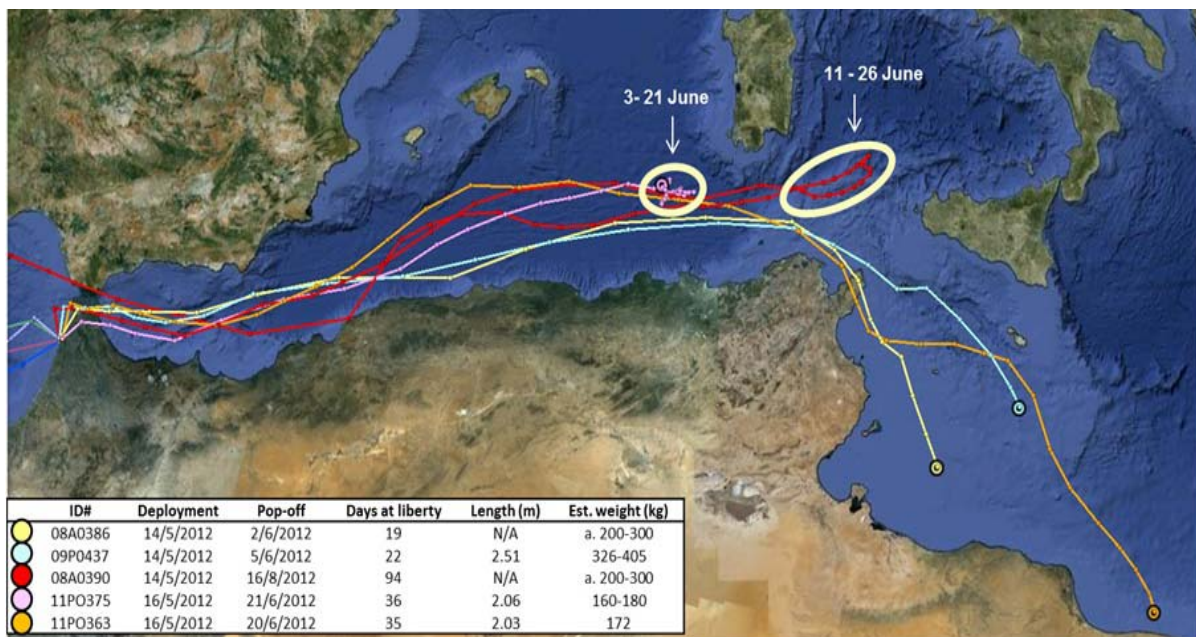 11 - 26 June
3- 21 June
ID# Deployment Pop-off Days at liberty Length (m) Est. weight (kg)
08A0386 14/5/2012 2/6/2012 19 N/A a. 200-300
09P0437 14/5/2012 5/6/2012 22 2.51 326-405
08A0390 14/5/2012 16/8/2012 94 N/A a. 200-300
11PO375 16/5/2012 21/6/2012 36 2.06 160-180
11PO363 16/5/2012 20/6/2012 35 2.03 172